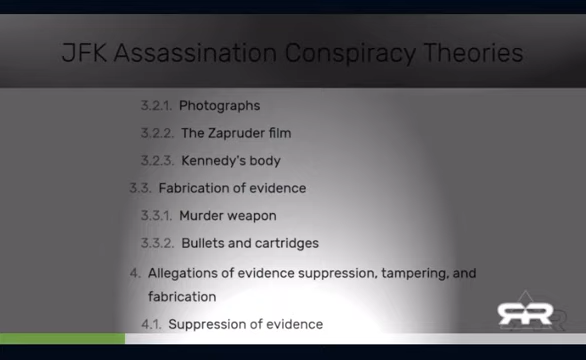 JFK Assassination Conspiracy Theories
3.2.1. Photographs
3.2.2. The Zapruder film
3.2.3. Kennedy's body
3.3. Fabrication of evidence
3.3.1. Murder weapon
3.3.2. Bullets and cartridges
4. Allegations of evidence suppression, tampering, and
fabrication
4.1. Suppression of evidence